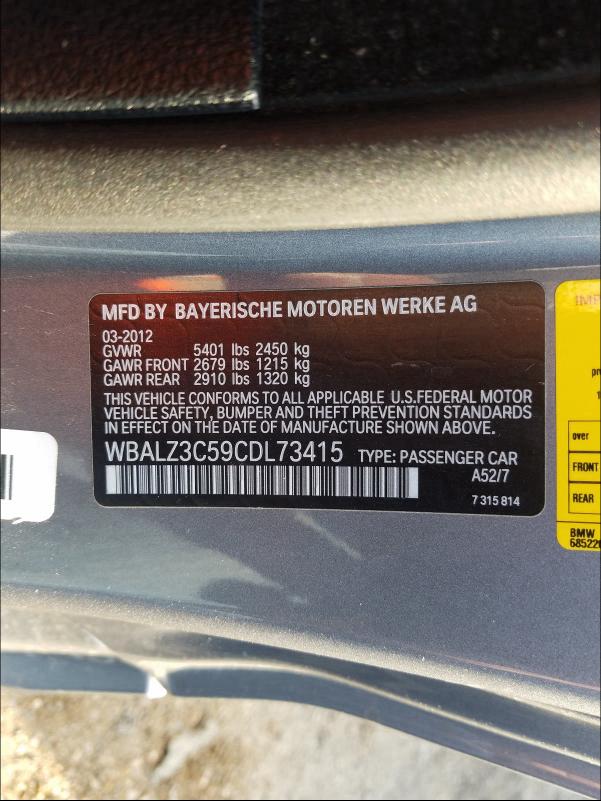 MFD BY BAYERISCHE MOTOREN WERKE AG
03-2012
GVWR 5401 lbs 2450 kg
GAWR FRONT 2679 lbs 1215 kg
GAWR REAR 2910 lbs 1320 kg
THIS VEHICLE CONFORMS TO ALL APPLICABLE U.S.FEDERAL MOTOR
VEHICLE SAFETY, BUMPER AND THEFT PREVENTION STANDARDS
IN EFFECT ON THE DATE OF MANUFACTURE SHOWN ABOVE.
WBALZ3C59CDL73415 TYPE: PASSENGER CAR
A52/7
7 315 814
over
FRONT
REAR
BMW